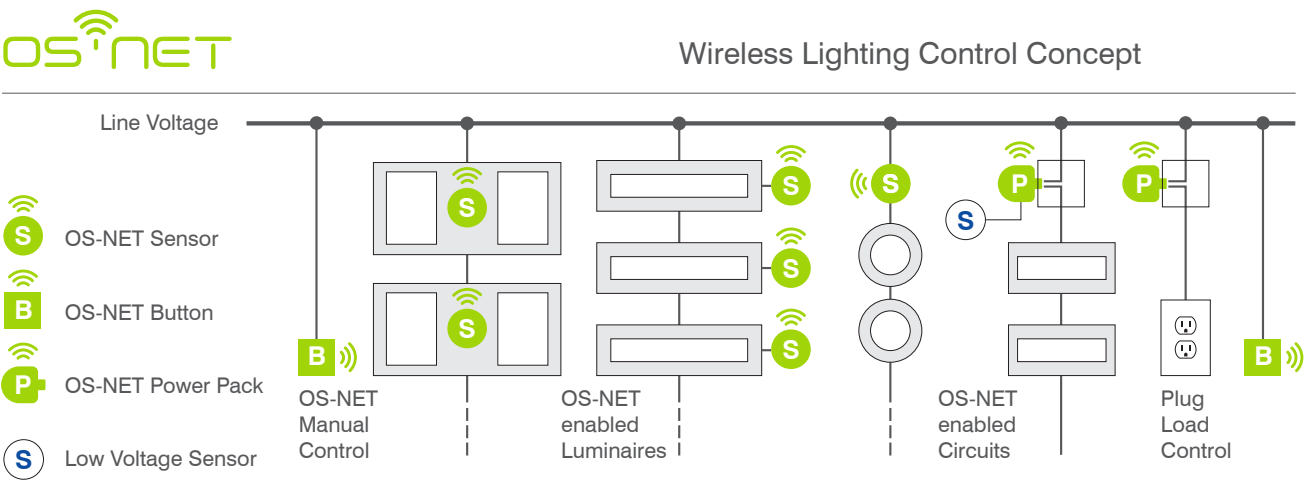 OS-NET
Wireless Lighting Control Concept
Line Voltage
S
OS-NET Sensor
B
OS-NET Button
P
OS-NET Power Pack
S
Low Voltage Sensor
B
OS-NET
Manual
Control
S
S
S
S
S
OS-NET
enabled
Luminaires
S
P
S
OS-NET
enabled
Circuits
P
Plug
Load
Control
B